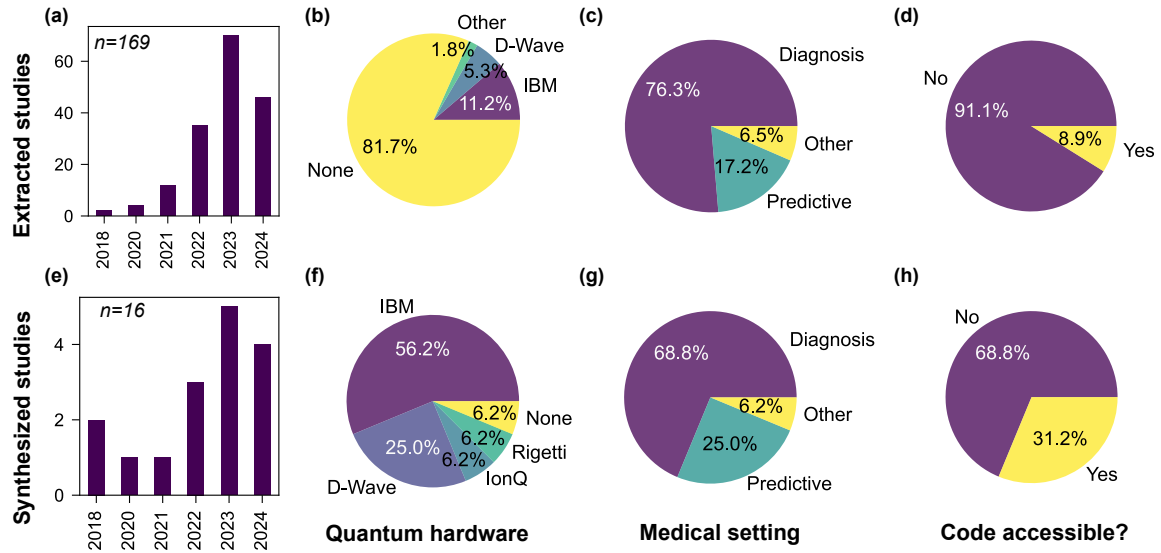 (a)
n=169
Extracted studies
60
40
20
0
2018
2020
2021
2022
2023
2024
(b)
Other
1.8%
D-Wave
5.3%
IBM
11.2%
81.7%
None
(c)
Diagnosis
76.3%
6.5%
Other
17.2%
Predictive
(d)
No
91.1%
8.9%
Yes
(e)
n=16
Synthesized studies
4
2
0
2018
2020
2021
2022
2023
2024
(f)
IBM
56.2%
6.2%
None
6.2%
Rigetti
6.2%
IonQ
25.0%
D-Wave
Quantum hardware
(g)
Diagnosis
68.8%
6.2%
Other
25.0%
Predictive
Medical setting
(h)
No
68.8%
31.2%
Yes
Code accessible?